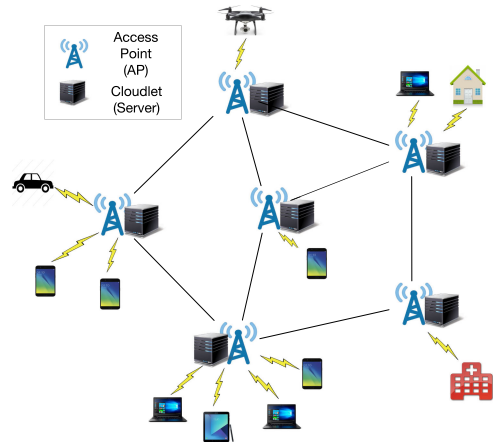 Access
Point
(AP)
Cloudlet
(Server)